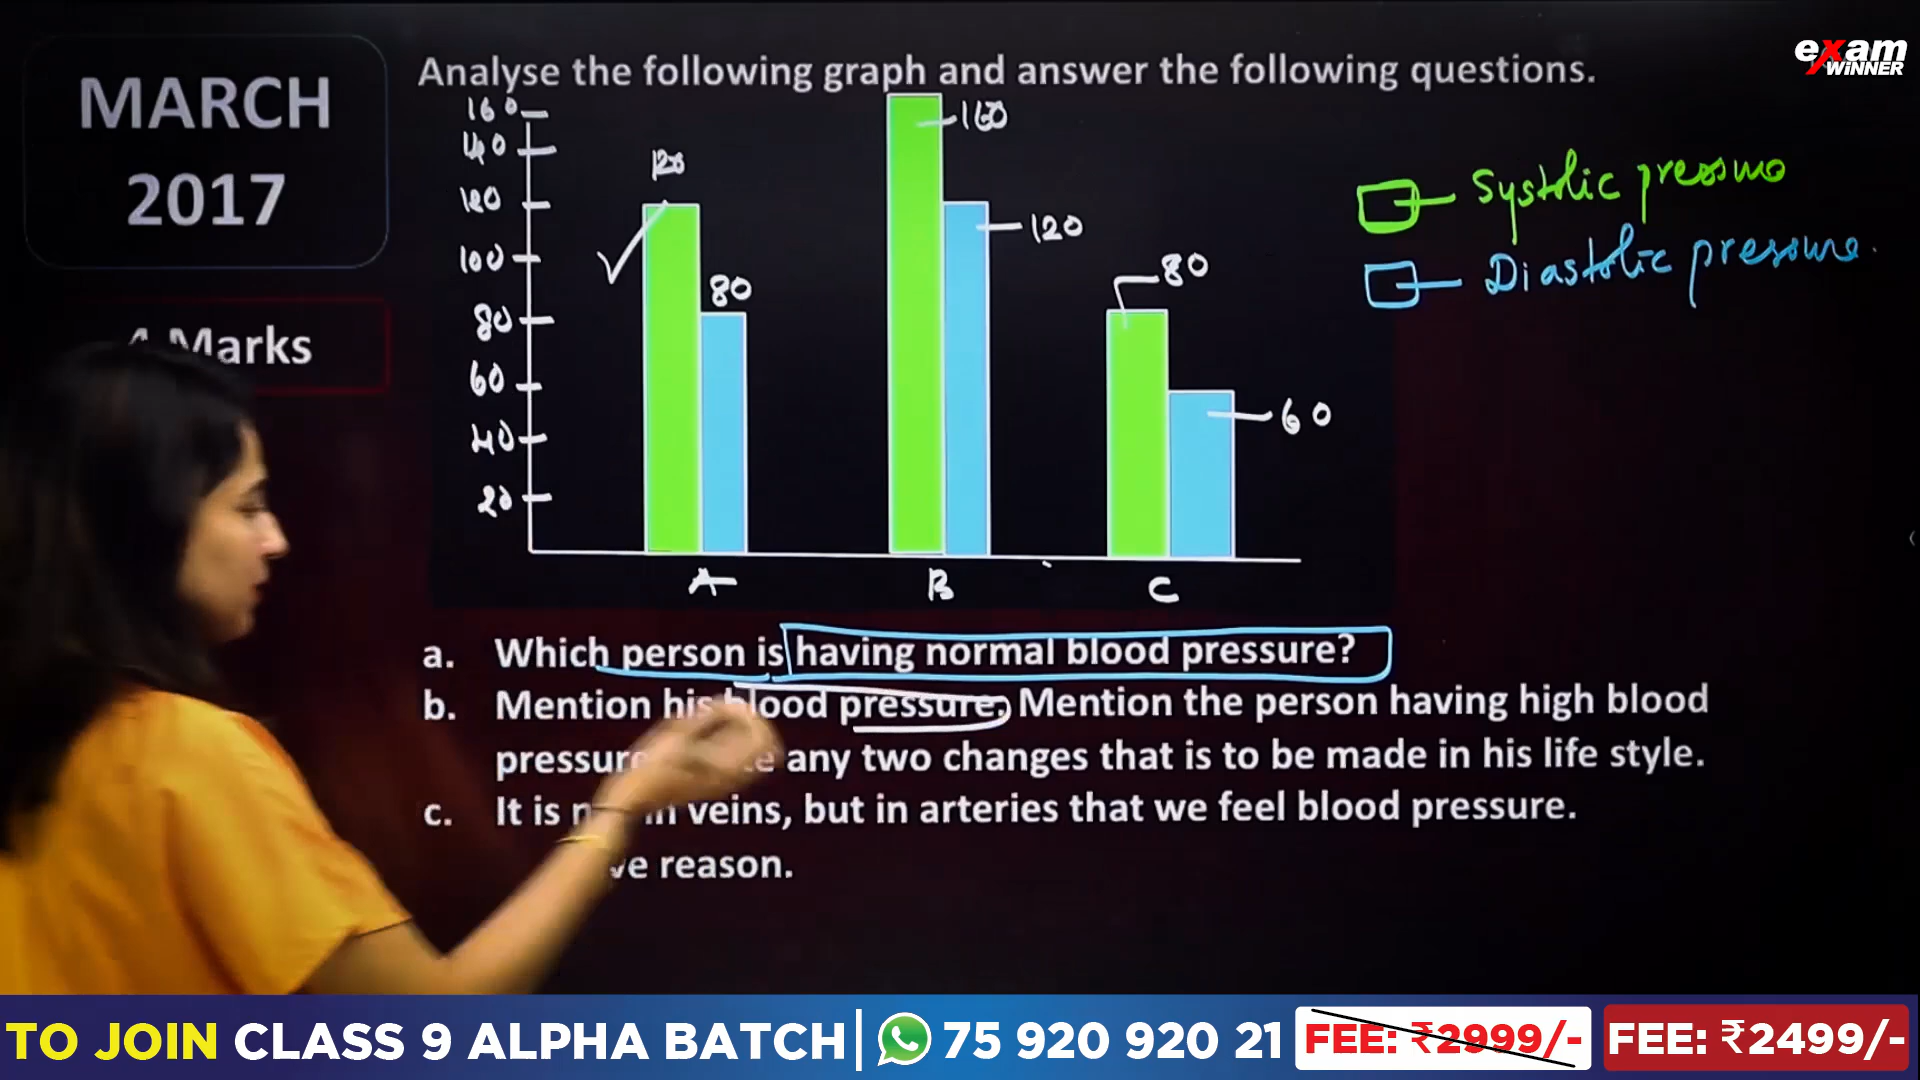 exam
WINNER
MARCH
2017
Marks
Analyse the following graph and answer the following questions.
160
140
120
100
80
60
40
20
120
80
160
120
80
60
A
B
C
Systolic pressure
Diastolic pressure.
a. Which person is having normal blood pressure?
b. Mention his blood pressure. Mention the person having high blood
pressure any two changes that is to be made in his life style.
c. It is in veins, but in arteries that we feel blood pressure.
reason.
TO JOIN CLASS 9 ALPHA BATCH 75 920 920 21 FEE: ₹2999/- FEE: ₹2499/-